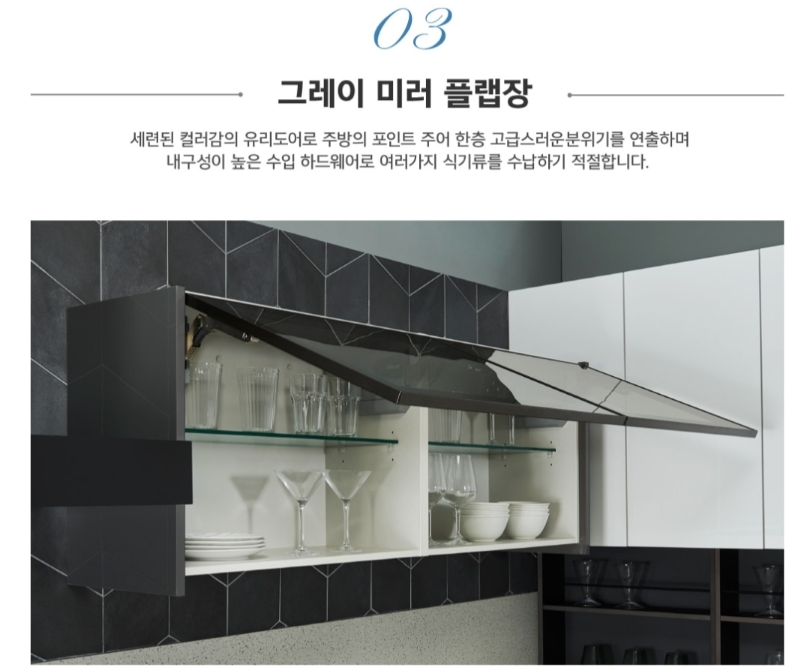 03
그레이 미러 플랩장
세련된 컬러감의 유리도어로 주방의 포인트 주어 한층 고급스러운분위기를 연출하며
내구성이 높은 수입 하드웨어로 여러가지 식기류를 수납하기 적절합니다.